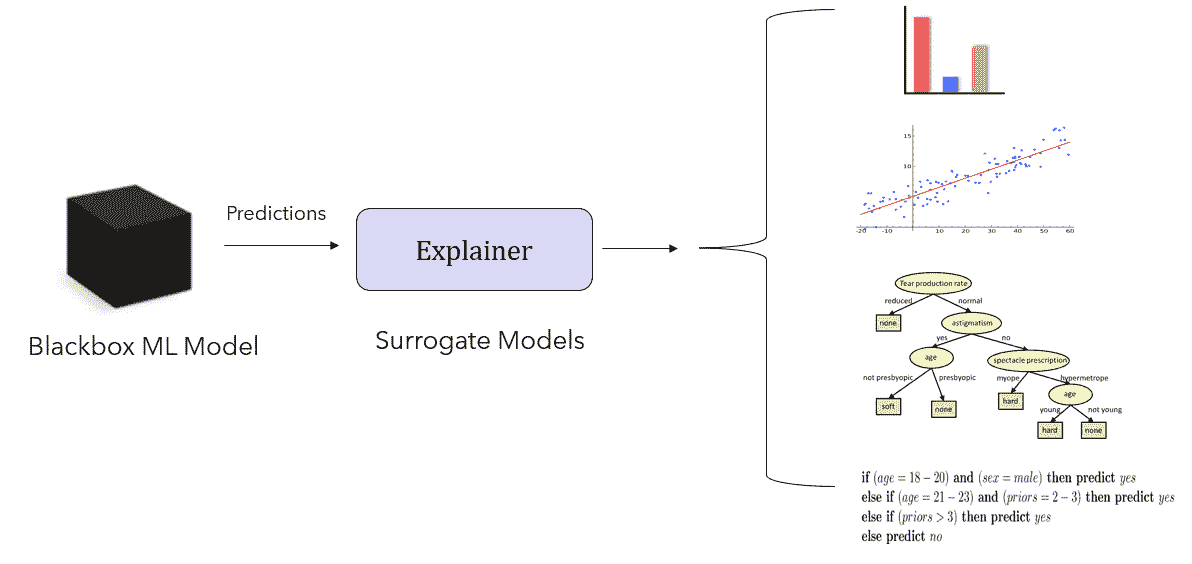 Predictions
Explainer
Blackbox ML Model
Surrogate Models
15
10
-20 -10 0 10 20 30 40 50 60
Tear production rate
reduced normal
none
astigmatism
yes no
age
spectacle prescription
not presbyopic presbyopic
myope hypermetrope
soft
none
hard
age
young not young
hard
none
if (age = 18 − 20) and (sex = male) then predict yes
else if (age = 21 − 23) and (priors = 2 − 3) then predict yes
else if (priors > 3) then predict yes
else predict no